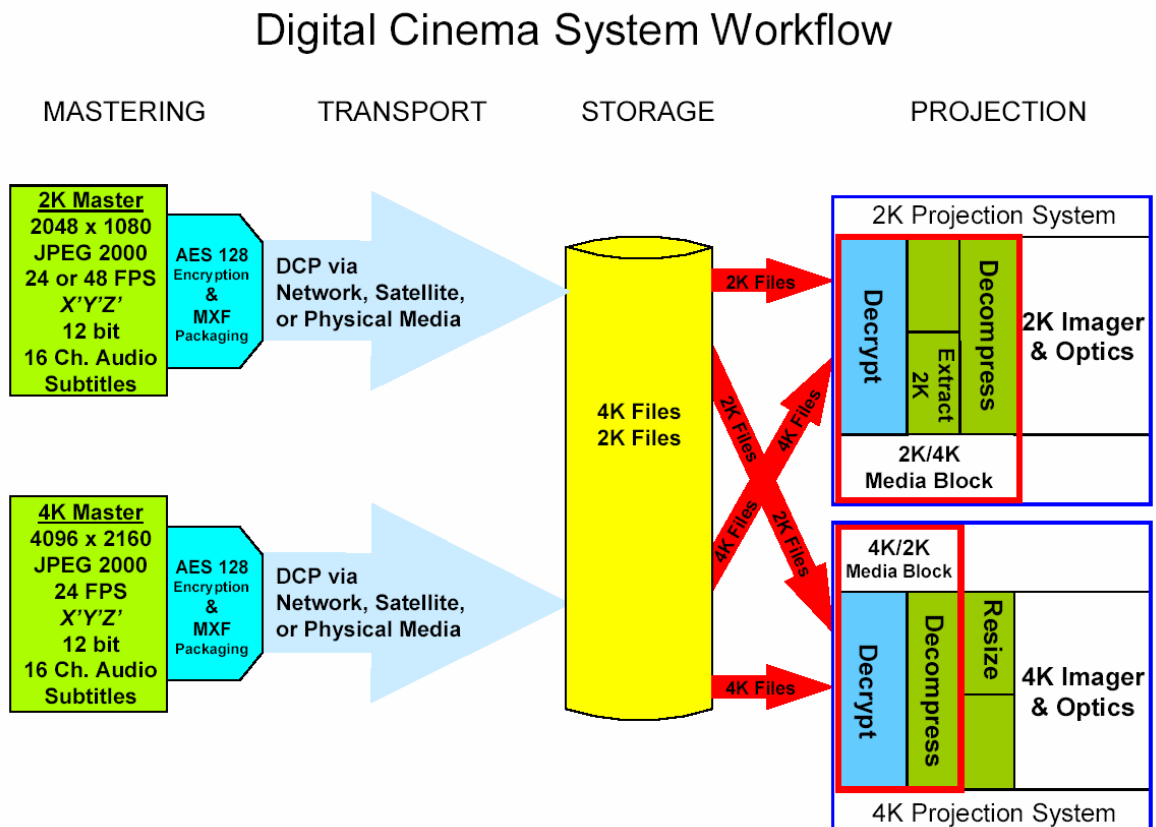 Digital Cinema System Workflow
MASTERING
TRANSPORT
STORAGE
PROJECTION
2K Master
2048 x 1080
JPEG 2000
24 or 48 FPS
X'Y'Z'
12 bit
16 Ch. Audio
Subtitles
AES 128
Encryption
&
MXF
Packaging
DCP via
Network, Satellite,
or Physical Media
4K Master
4096 x 2160
JPEG 2000
24 FPS
X'Y'Z'
12 bit
16 Ch. Audio
Subtitles
AES 128
Encryption
&
MXF
Packaging
DCP via
Network, Satellite,
or Physical Media
4K Files
2K Files
2K Files
2K Files
4K Files
4K Files
2K Files
4K Files
2K Projection System
Decrypt
Extract
2K
Decompress
2K Imager
& Optics
2K/4K
Media Block
4K/2K
Media Block
Decrypt
Decompress
Resize
4K Imager
& Optics
4K Projection System